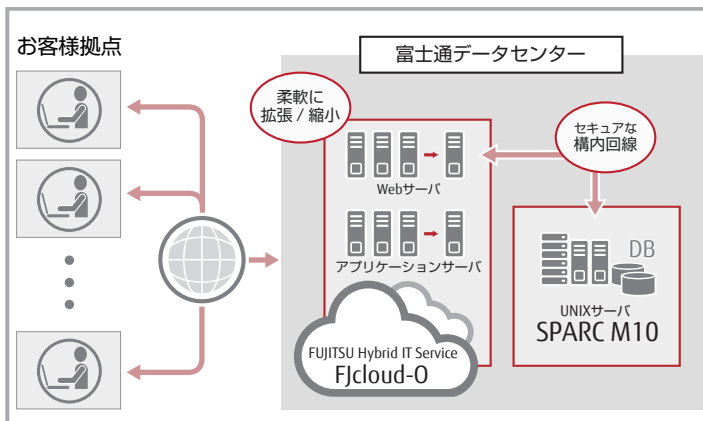 お客様拠点
富士通データセンター
柔軟に
拡張 / 縮小
セキュアな
構内回線
Webサーバ
アプリケーションサーバ
FUJITSU Hybrid IT Service
FJcloud-O
DB
UNIXサーバ
SPARC M10